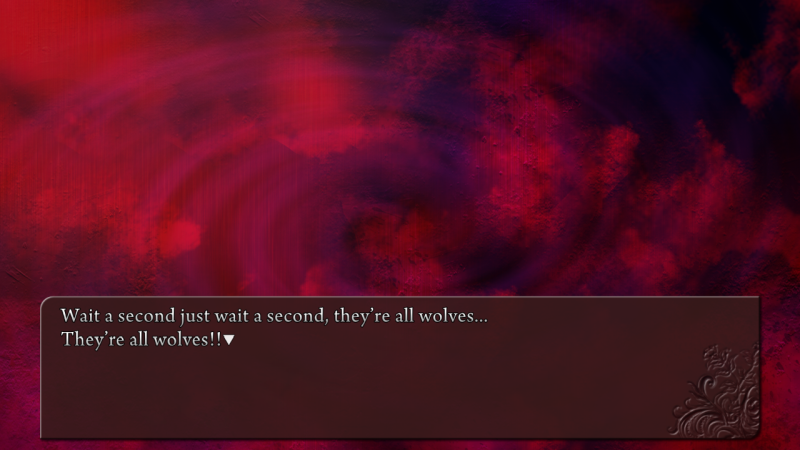 Wait a second just wait a second, they’re all wolves...
They’re all wolves!!▼